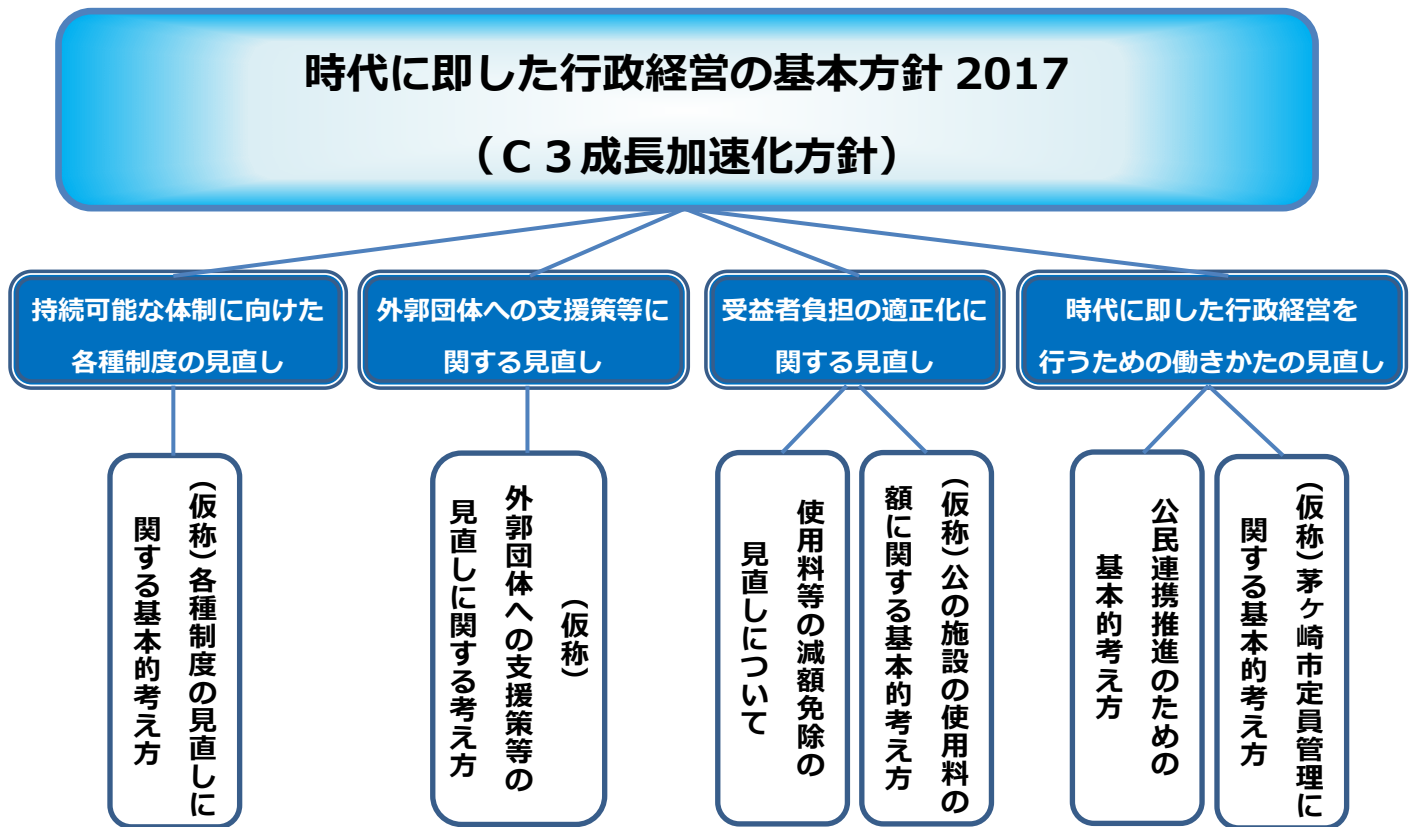 時代に即した行政経営の基本方針 2017
（C３成長加速化方針）
持続可能な体制に向けた
各種制度の見直し
外郭団体への支援策等に
関する見直し
受益者負担の適正化に
関する見直し
時代に即した行政経営を
行うための働きかたの見直し
（仮称）各種制度の見直しに
関する基本的考え方
（仮称）
外郭団体への支援策等の
見直しに関する考え方
使用料等の減額免除の
見直しについて
（仮称）公の施設の使用料の
額に関する基本的考え方
公民連携推進のための
基本的考え方
（仮称）茅ケ崎市定員管理に
関する基本的考え方